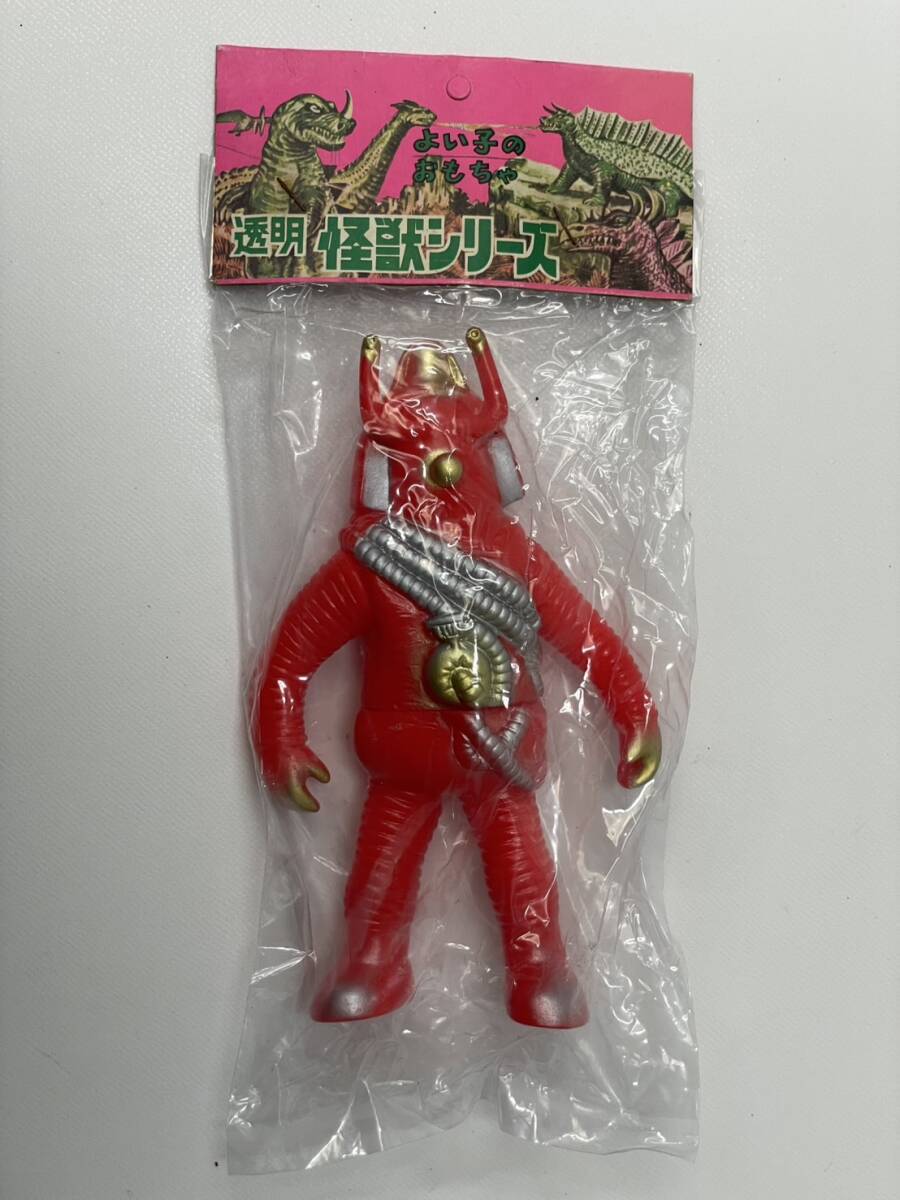 よい子の
おもちゃ
透明 怪獣シリーズ